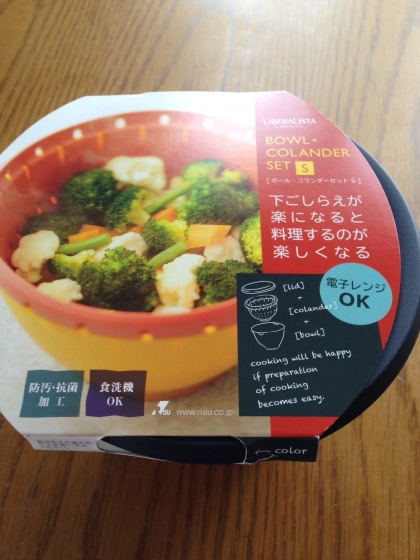 LIBERALISTA
BOWL・
COLANDER
SET S
[ボール・コランダーセット S]
下ごしらえが
楽になると
料理するのが
楽しくなる
電子レンジ
OK
[lid]
+
[colander]
+
[bowl]
cooking will be happy
if preparation
of cooking
becomes easy.
防汚・抗菌
加工
食洗機
OK
RISU www.risu.co.jp
color